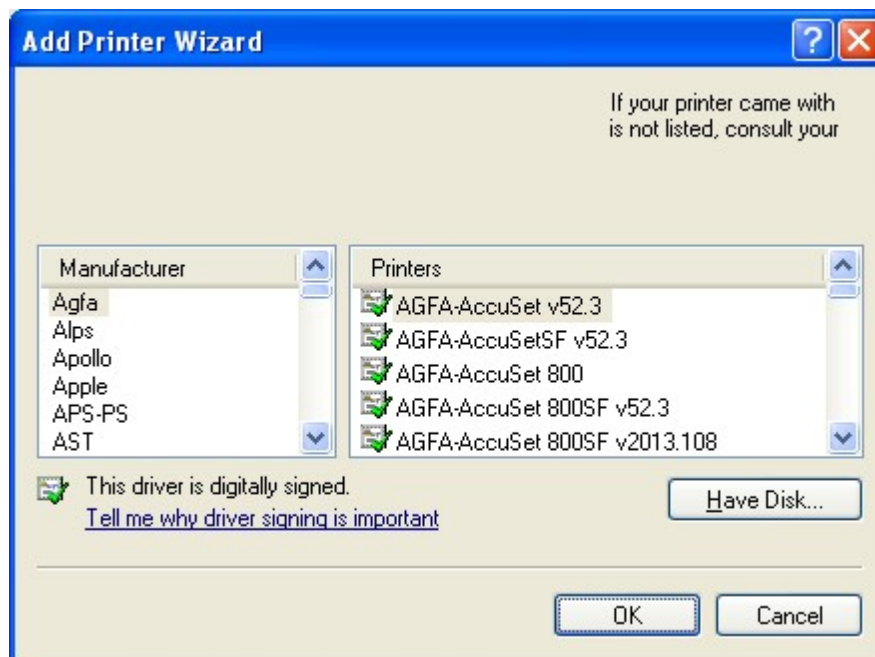 Add Printer Wizard
If your printer came with
is not listed, consult your
Manufacturer
Agfa
Alps
Apollo
Apple
APS-PS
AST
Printers
AGFA-AccuSet v52.3
AGFA-AccuSetSF v52.3
AGFA-AccuSet 800
AGFA-AccuSet 800SF v52.3
AGFA-AccuSet 800SF v2013.108
This driver is digitally signed.
Tell me why driver signing is important
Have Disk...
OK
Cancel